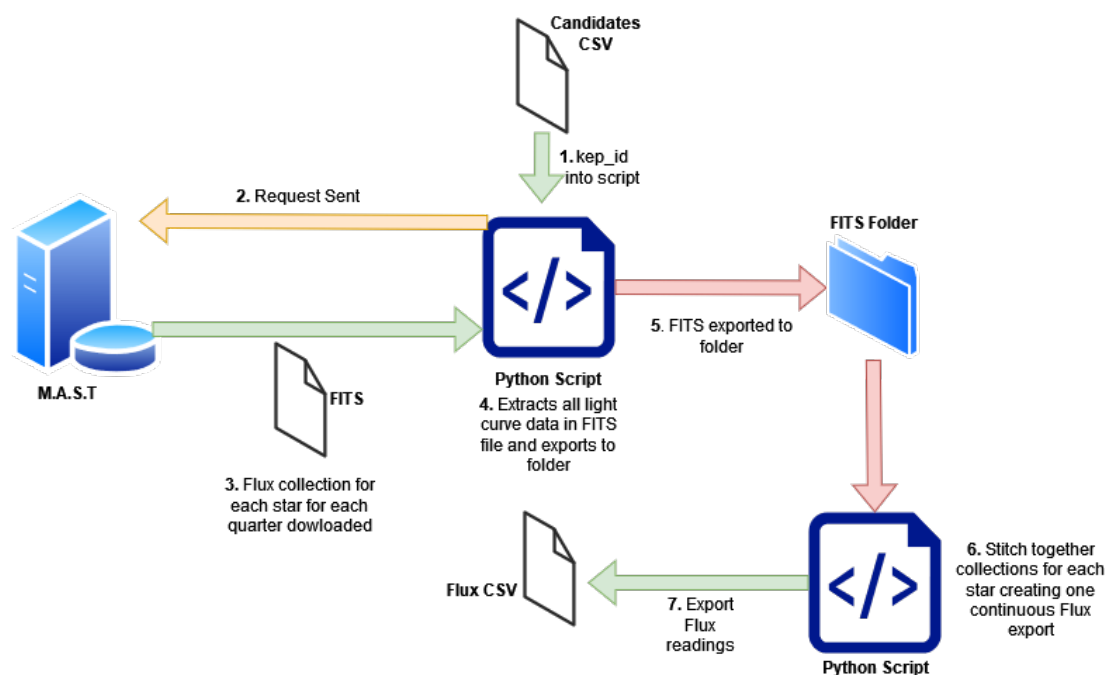 Candidates
CSV
1. kep_id
into script
2. Request Sent
FITS Folder
</>
5. FITS exported to
folder
M.A.S.T
FITS
Python Script
4. Extracts all light
curve data in FITS
file and exports to
folder
3. Flux collection for
each star for each
quarter dowloaded
Flux CSV
7. Export
Flux
readings
</>
6. Stitch together
collections for each
star creating one
continuous Flux
export
Python Script